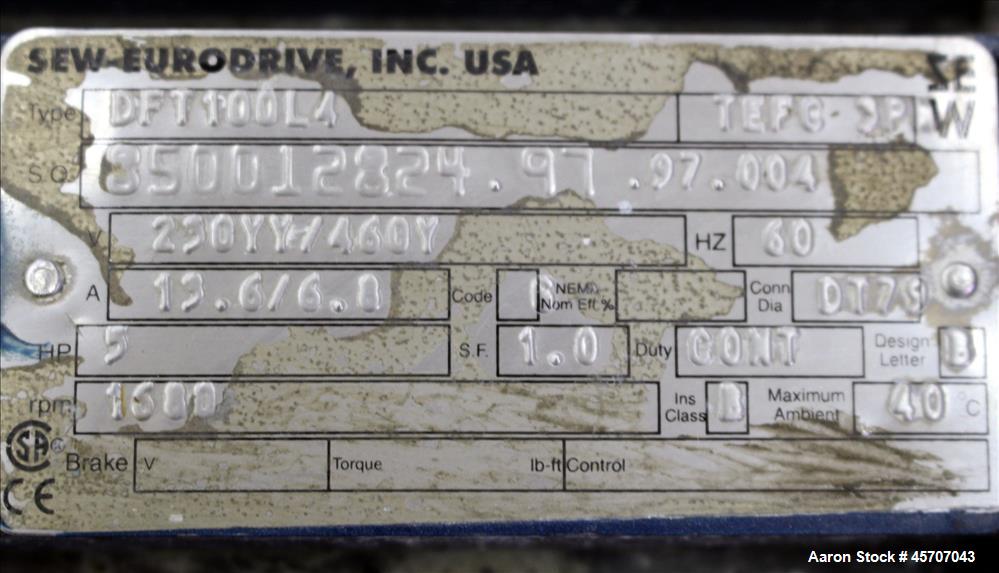 SEW-EURODRIVE, INC. USA SEW
Type DFT100L4
S.O. 850012824.97.97.004
V 230YY/460Y HZ 60
A 13.6/6.8 Code NEMA Nom Eff % Conn Dia DT79
HP 5 S.F. 1.0 Duty CONT Design Letter B
rpm 1680 Ins Class B Maximum Ambient 40 °C
CSA Brake V Torque lb-ft Control
CE
Aaron Stock # 45707043